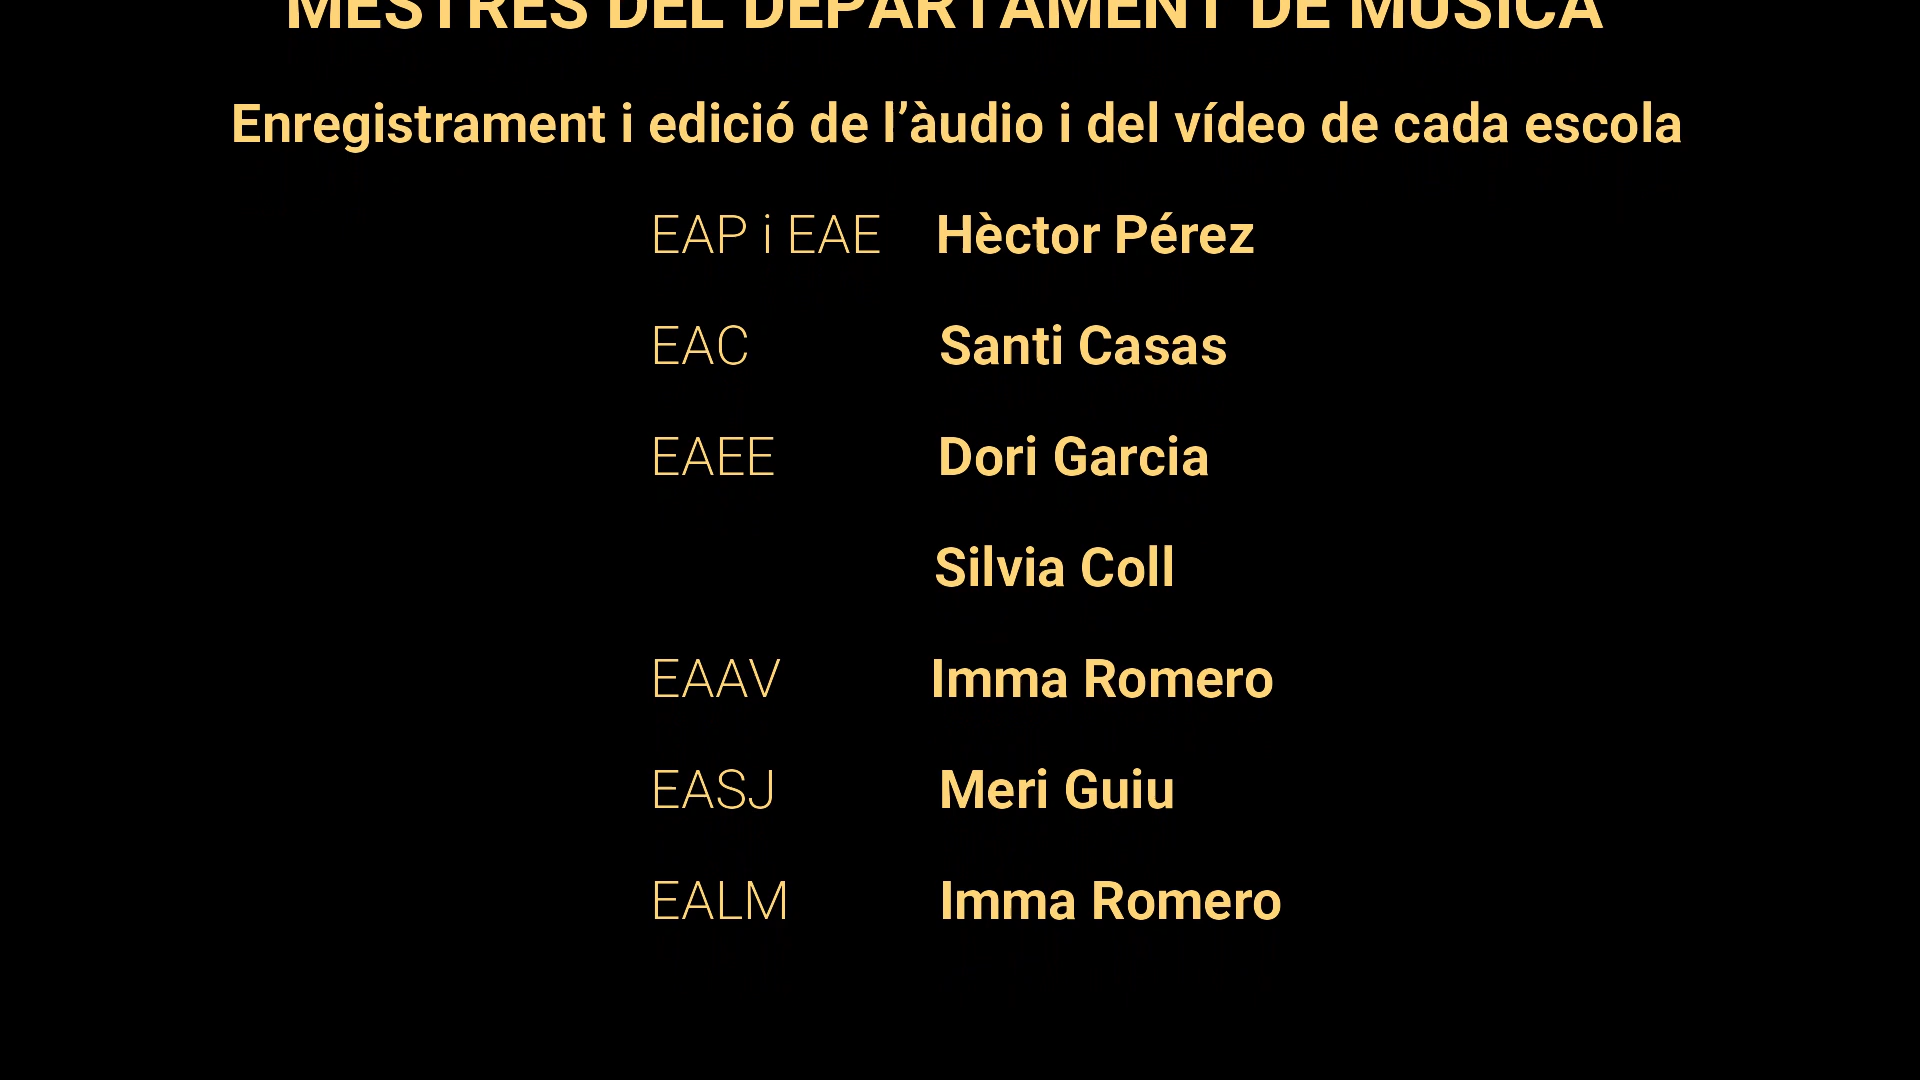 MESTRES DEL DEPARTAMENT DE MÚSICA
Enregistrament i edició de l’àudio i del vídeo de cada escola
EAP i EAE Hèctor Pérez
EAC Santi Casas
EAEE Dori Garcia
Silvia Coll
EAAV Imma Romero
EASJ Meri Guiu
EALM Imma Romero